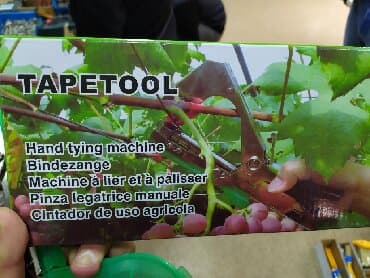 TAPETOOL
Hand tying machine
Bindezange
Machine à lier et à palisser
Pinza legatrice manuale
Cintador de uso agrícola